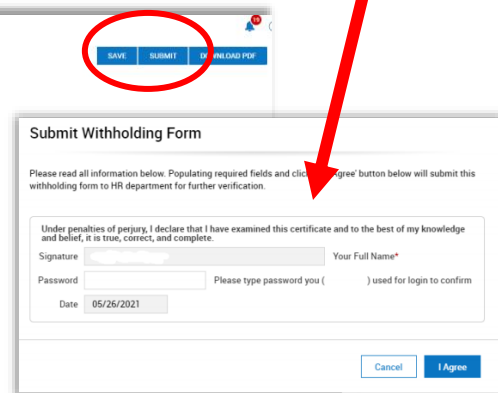 19
SAVE SUBMIT DOWNLOAD PDF
Submit Withholding Form
Please read all information below. Populating required fields and clic Agree' button below will submit this
withholding form to HR department for further verification.
Under penalties of perjury, I declare that I have examined this certificate and to the best of my knowledge
and belief, it is true, correct, and complete.
Signature Your Full Name*
Password Please type password you ( ) used for login to confirm
Date 05/26/2021
Cancel I Agree